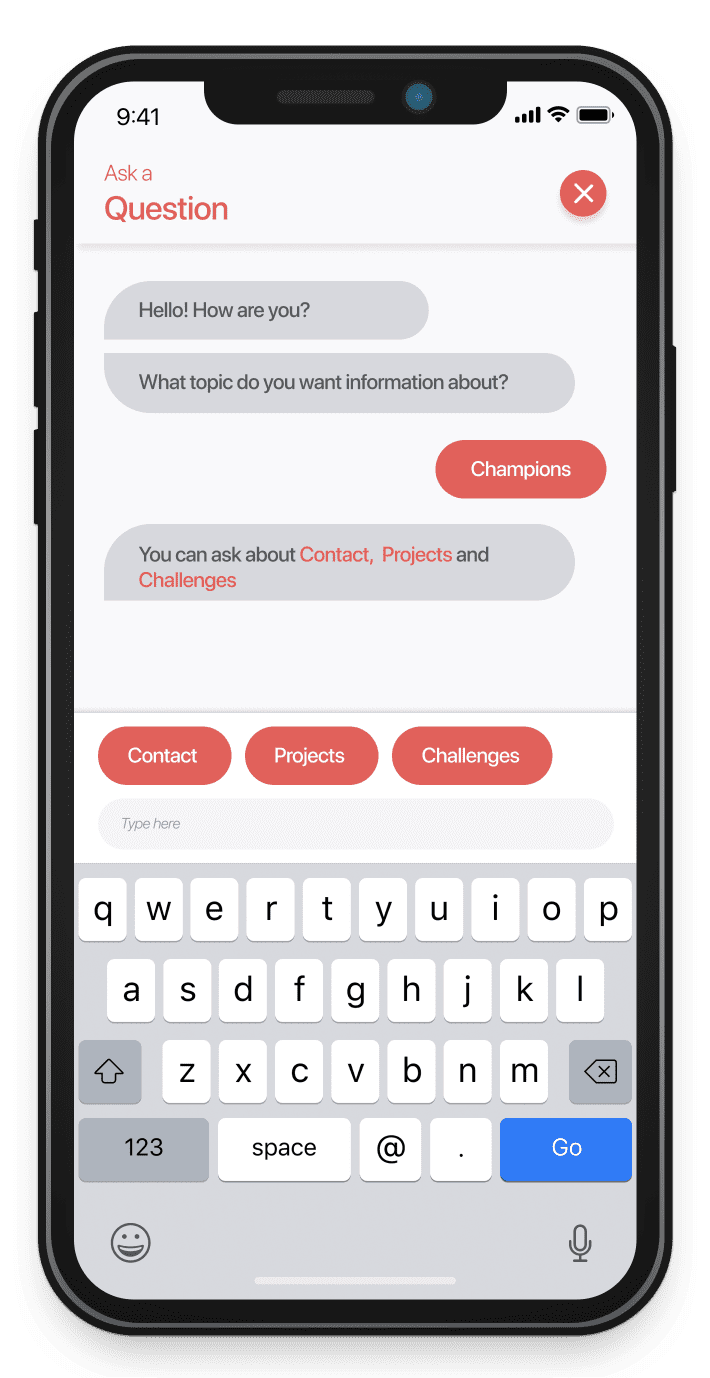 9:41
Ask a
Question
Hello! How are you?
What topic do you want information about?
Champions
You can ask about Contact, Projects and
Challenges
Contact Projects Challenges
Type here
q w e r t y u i o p
a s d f g h j k l
z x c v b n m
123 space @ . Go